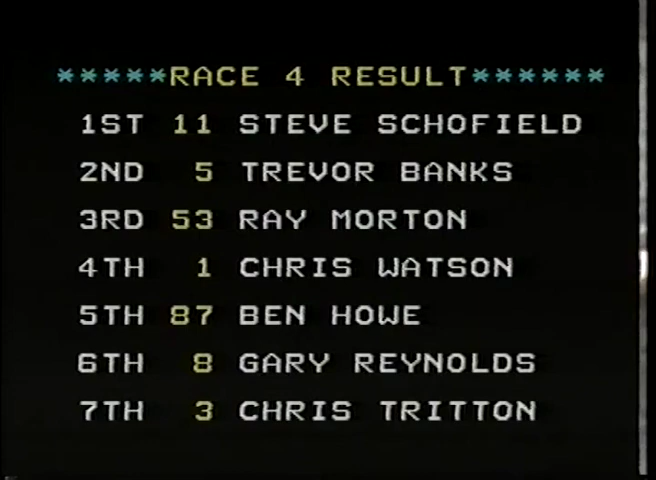 *****RACE 4 RESULT******
1ST 11 STEVE SCHOFIELD
2ND 5 TREVOR BANKS
3RD 53 RAY MORTON
4TH 1 CHRIS WATSON
5TH 87 BEN HOWE
6TH 8 GARY REYNOLDS
7TH 3 CHRIS TRITTON